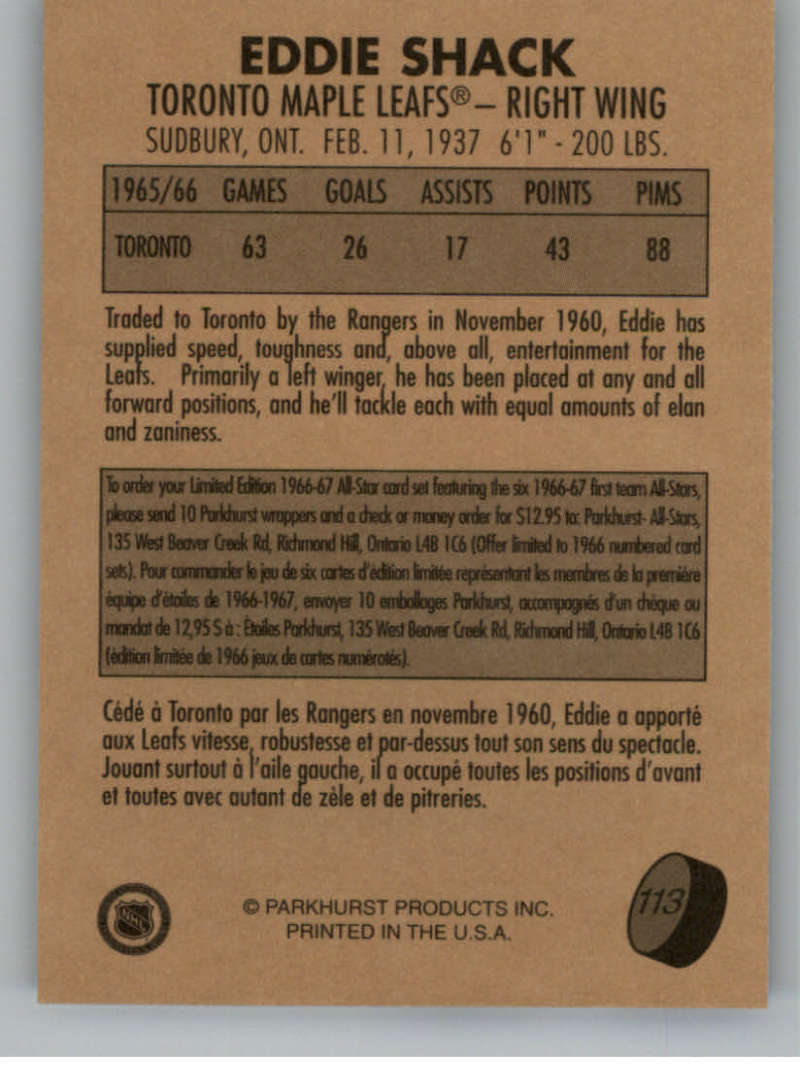 EDDIE SHACK
TORONTO MAPLE LEAFS® – RIGHT WING
SUDBURY, ONT. FEB. 11, 1937 6'1" - 200 LBS.
1965/66 GAMES GOALS ASSISTS POINTS PIMS
TORONTO 63 26 17 43 88
Traded to Toronto by the Rangers in November 1960, Eddie has
supplied speed, toughness and, above all, entertainment for the
Leafs. Primarily a left winger, he has been placed at any and all
forward positions, and he'll tackle each with equal amounts of elan
and zaniness.
To order your Limited Edition 1966-67 All-Star card set featuring the six 1966-67 first team All-Stars,
please send 10 Parkhurst wrappers and a check or money order for $12.95 to: Parkhurst- All-Stars,
135 West Beaver Creek Rd, Richmond Hill, Ontario L4B 1C6 (Offer limited to 1966 numbered card
sets). Pour commander le jeu de six cartes d'édition limitée représentant les membres de la première
équipe d'étoiles de 1966-1967, envoyer 10 emballages Parkhurst, accompagnés d'un chèque ou
mandat de 12,95 $ à : Étoiles Parkhurst, 135 West Beaver Creek Rd, Richmond Hill, Ontario L4B 1C6
(édition limitée de 1966 jeux de cartes numérotés).
Cédé à Toronto par les Rangers en novembre 1960, Eddie a apporté
aux Leafs vitesse, robustesse et par-dessus tout son sens du spectacle.
Jouant surtout à l'aile gauche, il a occupé toutes les positions d'avant
et toutes avec autant de zèle et de pitreries.
NHL
© PARKHURST PRODUCTS INC.
PRINTED IN THE U.S.A.
113